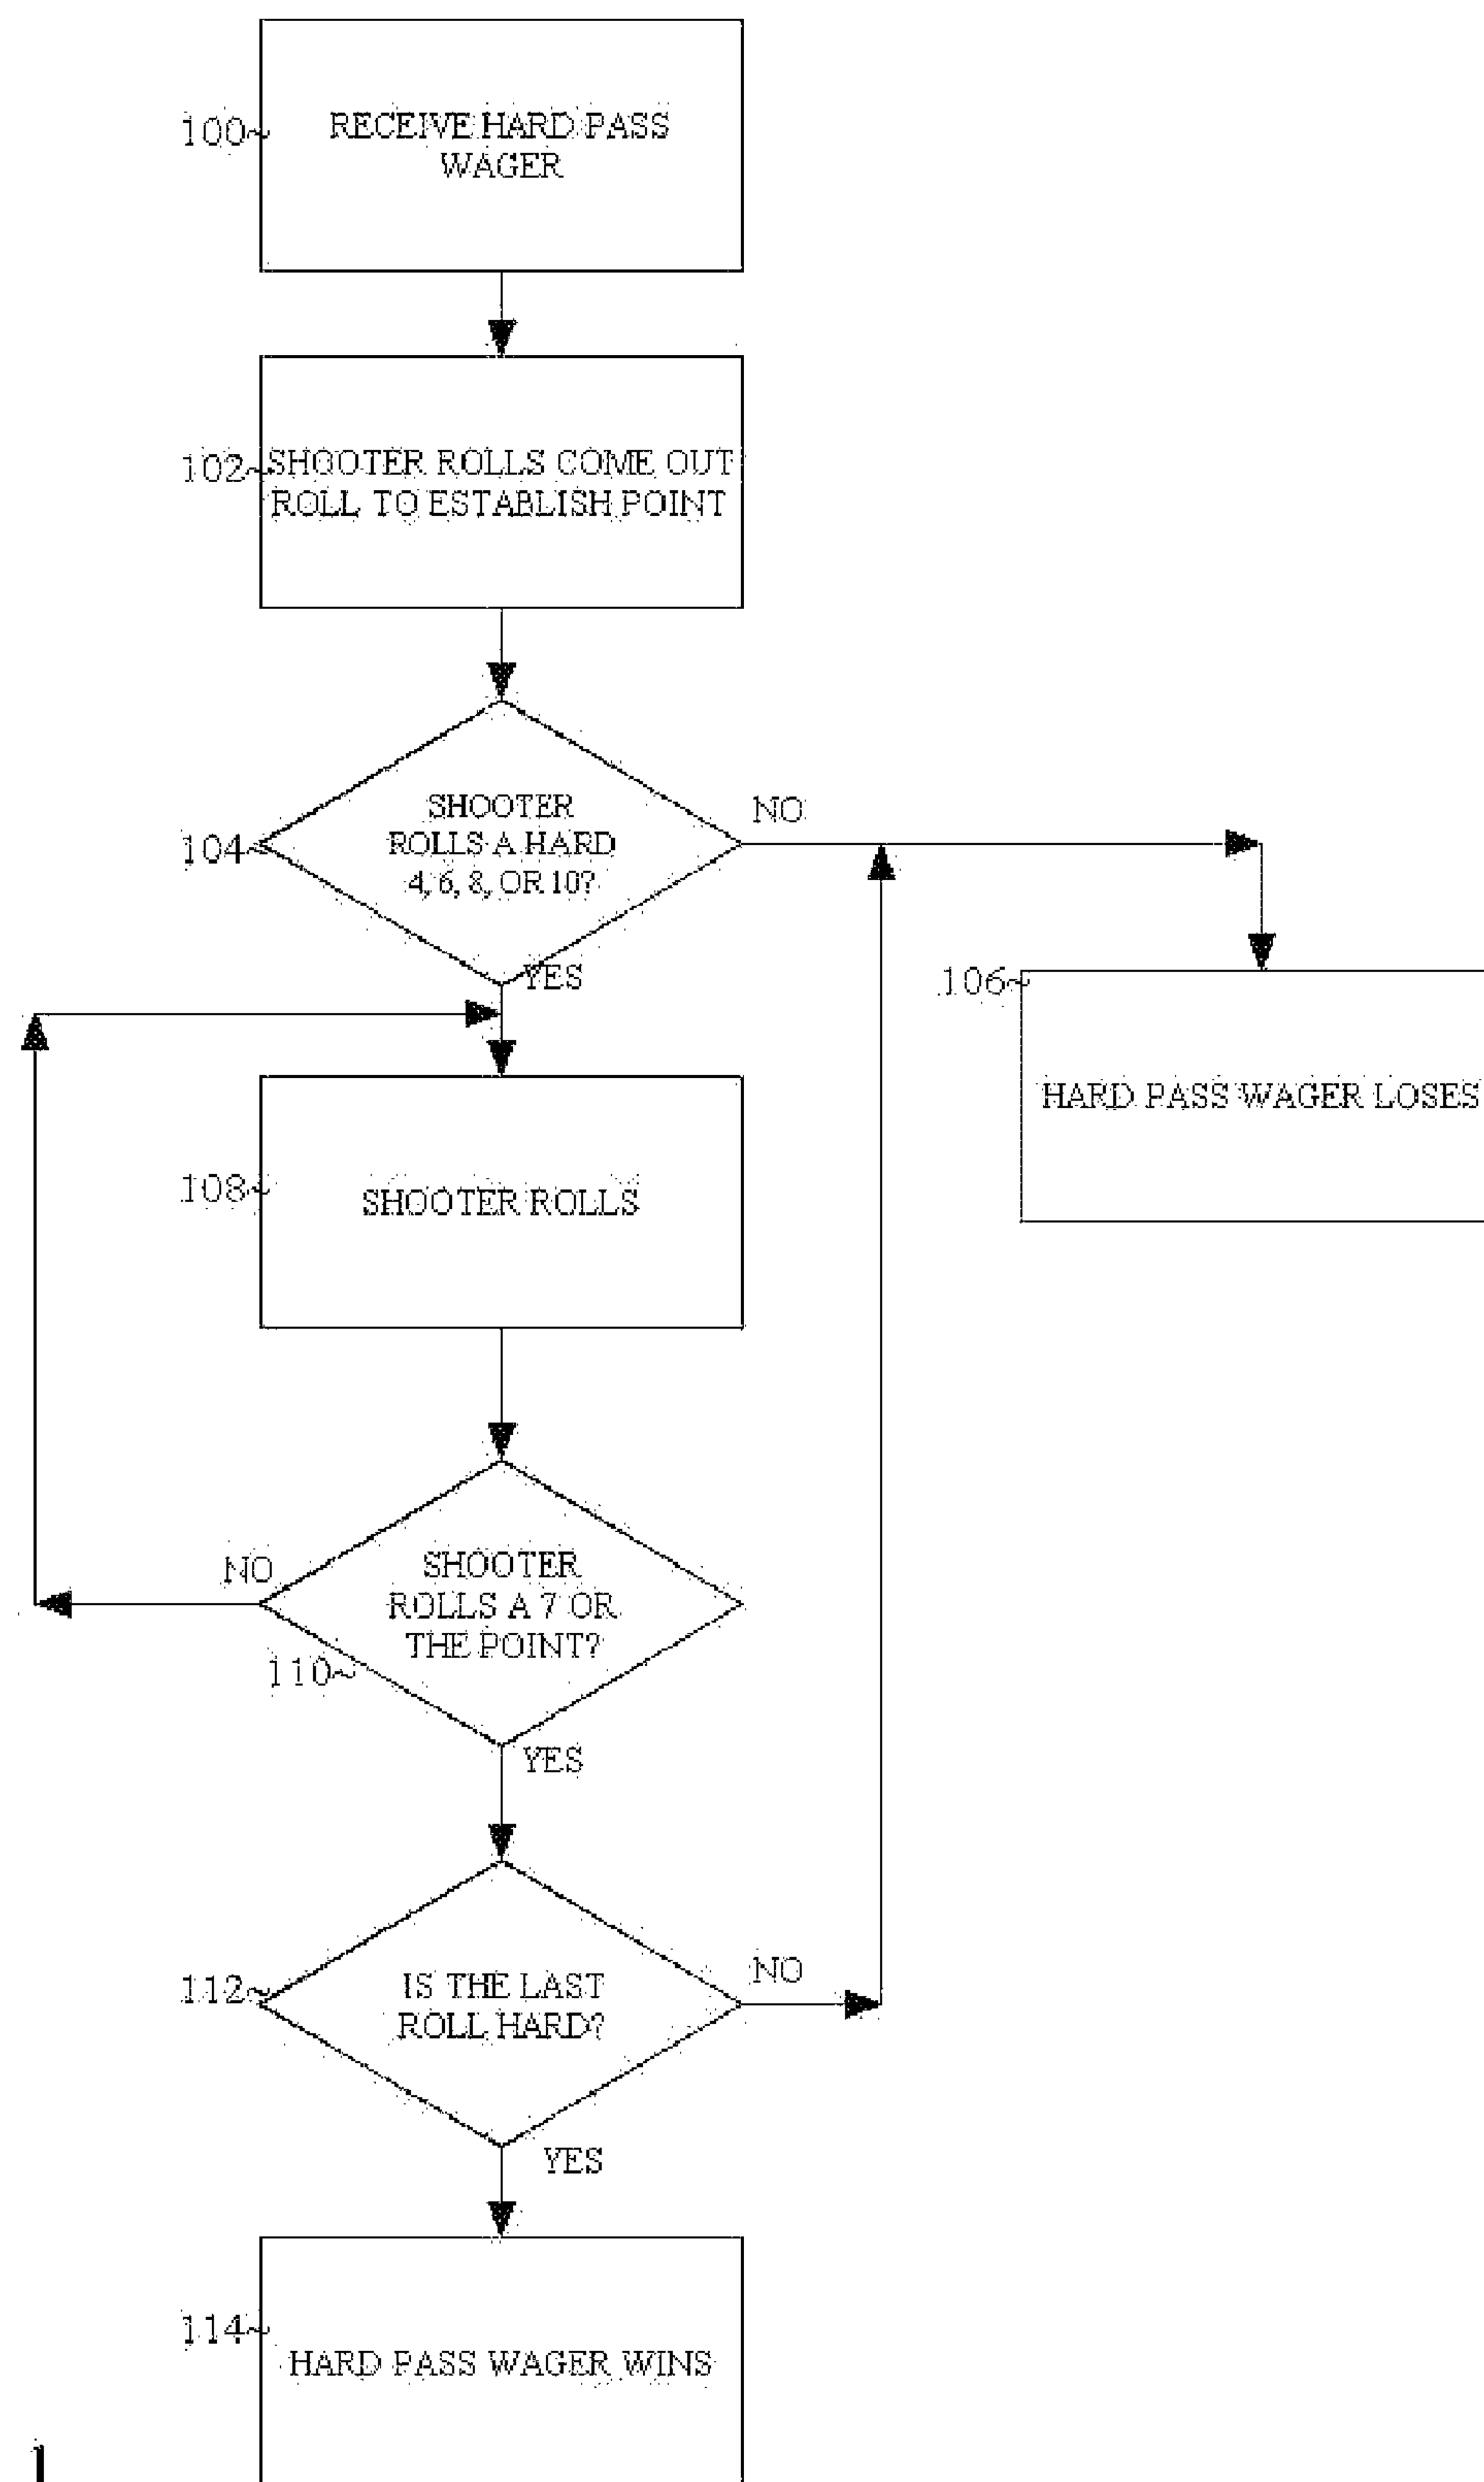 100~
RECEIVE HARD PASS
WAGER
102~
SHOOTER ROLLS COME OUT
ROLL TO ESTABLISH POINT
104~
SHOOTER
ROLLS A HARD
4, 6, 8, OR 10?
NO
YES
106~
HARD PASS WAGER LOSES
108~
SHOOTER ROLLS
NO
SHOOTER
ROLLS A 7 OR
THE POINT?
110~
YES
112~
IS THE LAST
ROLL HARD?
NO
YES
114~
HARD PASS WAGER WINS
1